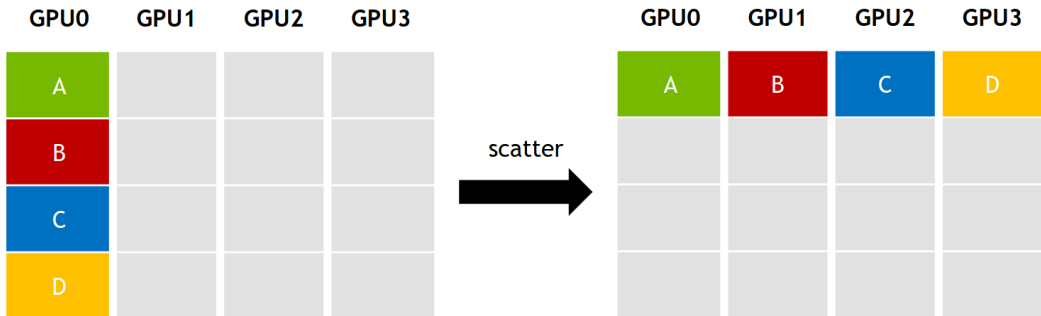 GPU0 GPU1 GPU2 GPU3 GPU0 GPU1 GPU2 GPU3
A A B C D
B
scatter
C
D